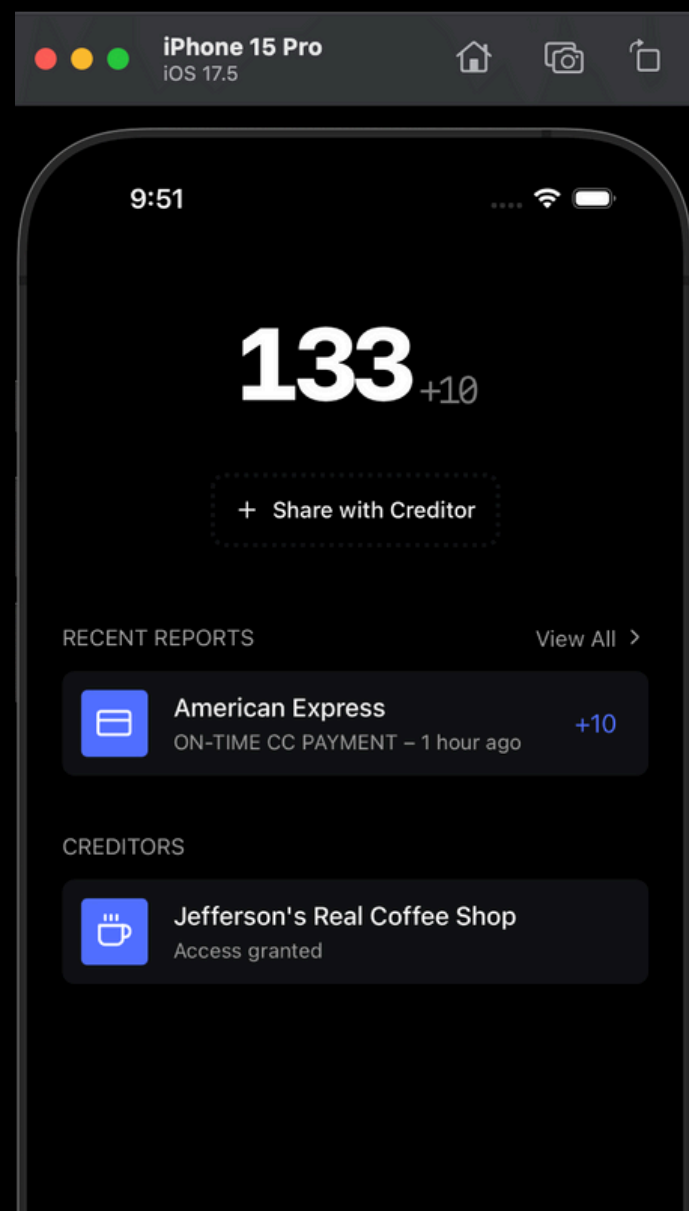 iPhone 15 Pro
iOS 17.5
9:51
133 +10
+ Share with Creditor
RECENT REPORTS View All >
American Express
ON-TIME CC PAYMENT – 1 hour ago
+10
CREDITORS
Jefferson's Real Coffee Shop
Access granted